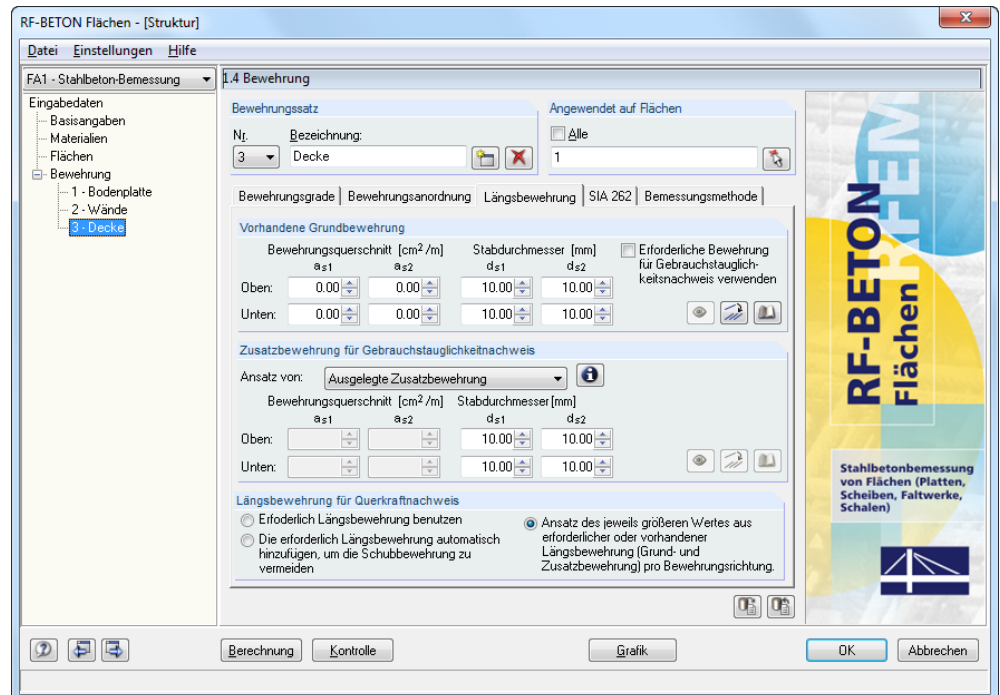 RF-BETON Flächen - [Struktur]
Datei Einstellungen Hilfe
FA1 - Stahlbeton-Bemessung
Eingabedaten
Basisangaben
Materialien
Flächen
Bewehrung
1 - Bodenplatte
2 - Wände
3 - Decke
1.4 Bewehrung
Bewehrungssatz
Nr. Bezeichnung:
3 Decke
Angewendet auf Flächen
Alle
1
Bewehrungsgrade Bewehrungsanordnung Längsbewehrung SIA 262 Bemessungsmethode
Vorhandene Grundbewehrung
Bewehrungsquerschnitt [cm²/m] Stabdurchmesser [mm]
as1 as2 ds1 ds2
Oben: 0.00 0.00 10.00 10.00
Unten: 0.00 0.00 10.00 10.00
Erforderliche Bewehrung
für Gebrauchstauglich-
keitsnachweis verwenden
Zusatzbewehrung für Gebrauchstauglichkeitnachweis
Ansatz von: Ausgelegte Zusatzbewehrung
Bewehrungsquerschnitt [cm²/m] Stabdurchmesser [mm]
as1 as2 ds1 ds2
Oben: 10.00 10.00
Unten: 10.00 10.00
Längsbewehrung für Querkraftnachweis
Erfoderlich Längsbewehrung benutzen
Die erforderlich Längsbewehrung automatisch
hinzufügen, um die Schubbewehrung zu
vermeiden
Ansatz des jeweils größeren Wertes aus
erforderlicher oder vorhandener
Längsbewehrung (Grund- und
Zusatzbewehrung) pro Bewehrungsrichtung.
RFEM
RF-BETON
Flächen
Stahlbetonbemessung
von Flächen (Platten,
Scheiben, Faltwerke,
Schalen)
Berechnung Kontrolle Grafik OK Abbrechen